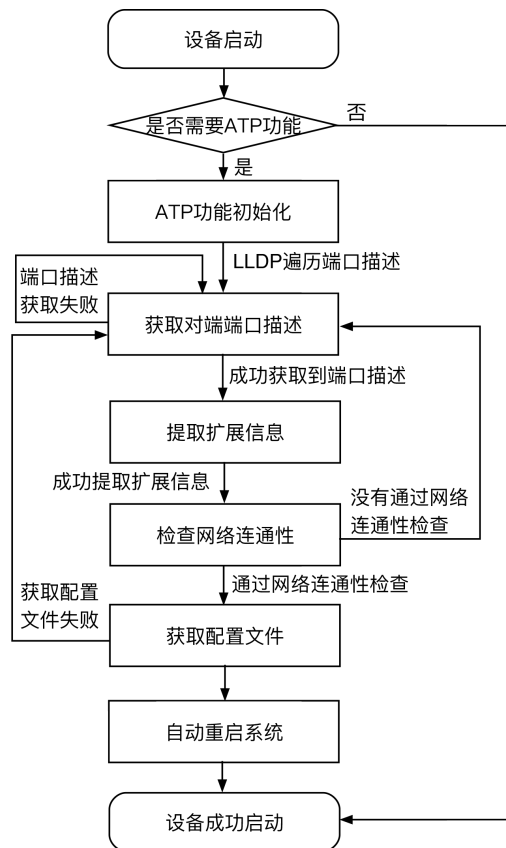 设备启动
是否需要ATP功能
否
是
ATP功能初始化
LLDP遍历端口描述
端口描述
获取失败
获取对端端口描述
成功获取到端口描述
提取扩展信息
成功提取扩展信息
没有通过网络
连通性检查
检查网络连通性
通过网络连通性检查
获取配置
文件失败
获取配置文件
自动重启系统
设备成功启动